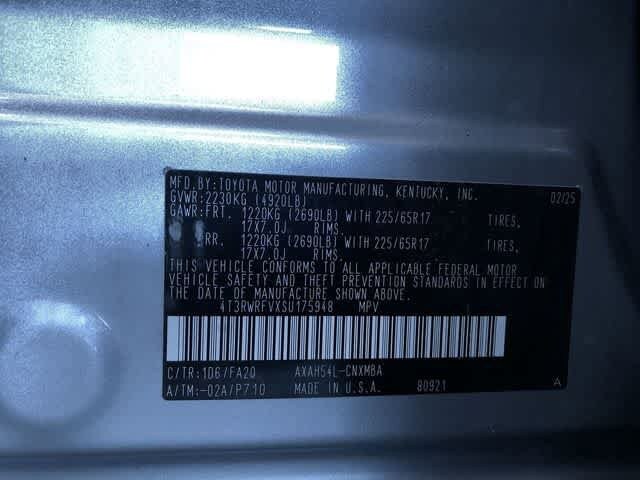 MFD. BY: TOYOTA MOTOR MANUFACTURING, KENTUCKY, INC. 02/25
GVWR: 2230KG (4920LB)
GAWR: FRT. 1220KG (2690LB) WITH 225/65R17 TIRES,
17X7.0J RIMS.
RR. 1220KG (2690LB) WITH 225/65R17 TIRES,
17X7.0J RIMS.
THIS VEHICLE CONFORMS TO ALL APPLICABLE FEDERAL MOTOR
VEHICLE SAFETY AND THEFT PREVENTION STANDARDS IN EFFECT ON
THE DATE OF MANUFACTURE SHOWN ABOVE.
4T3RWRFVXSU175948 MPV
C/TR: 1D6/FA20 AXAH54L-CNXMBA
A/TM: -02A/P710 MADE IN U.S.A. 80921 A